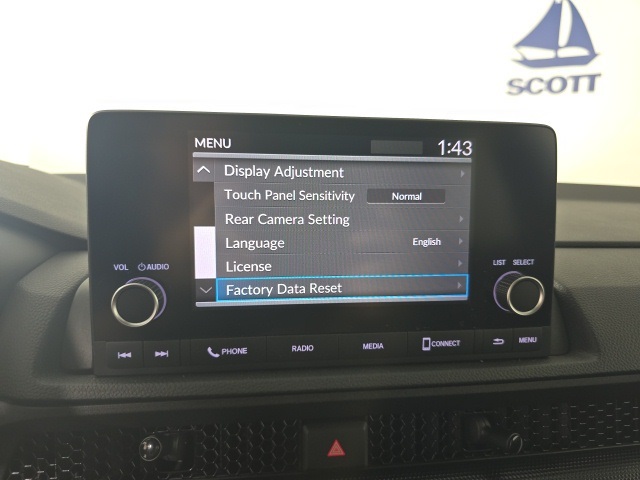 SCOTT
MENU 1:43
Display Adjustment
Touch Panel Sensitivity Normal
Rear Camera Setting
Language English
License
Factory Data Reset
VOL AUDIO
LIST SELECT
PHONE RADIO MEDIA CONNECT MENU